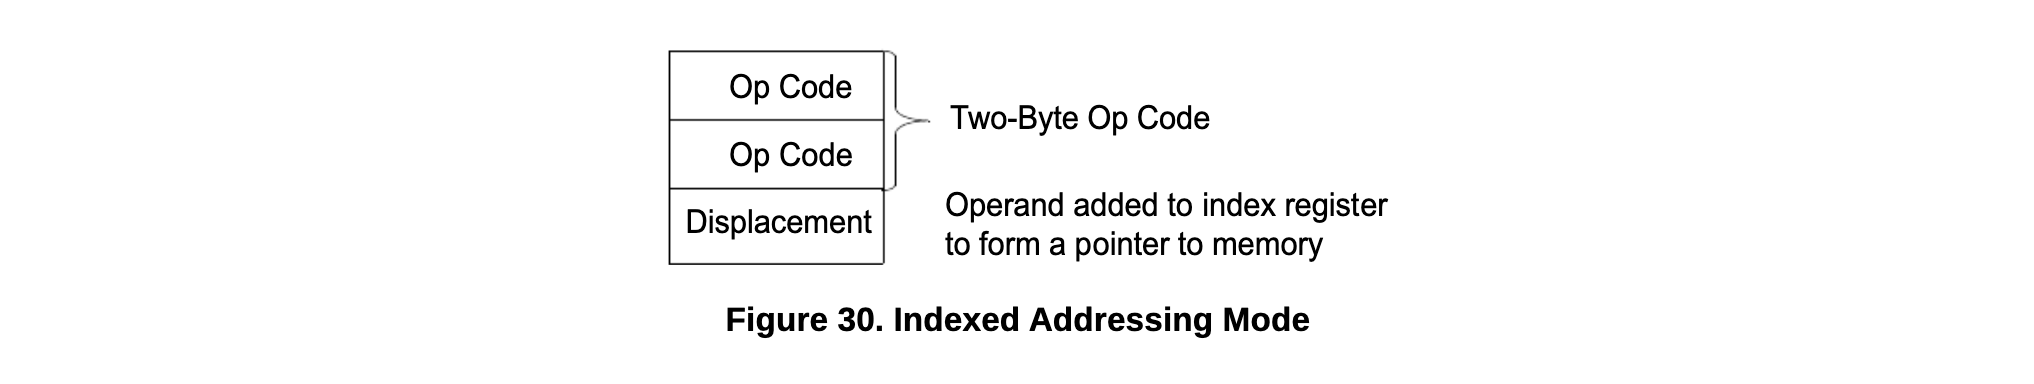 Op Code
Op Code
Two-Byte Op Code
Displacement
Operand added to index register
to form a pointer to memory
Figure 30. Indexed Addressing Mode